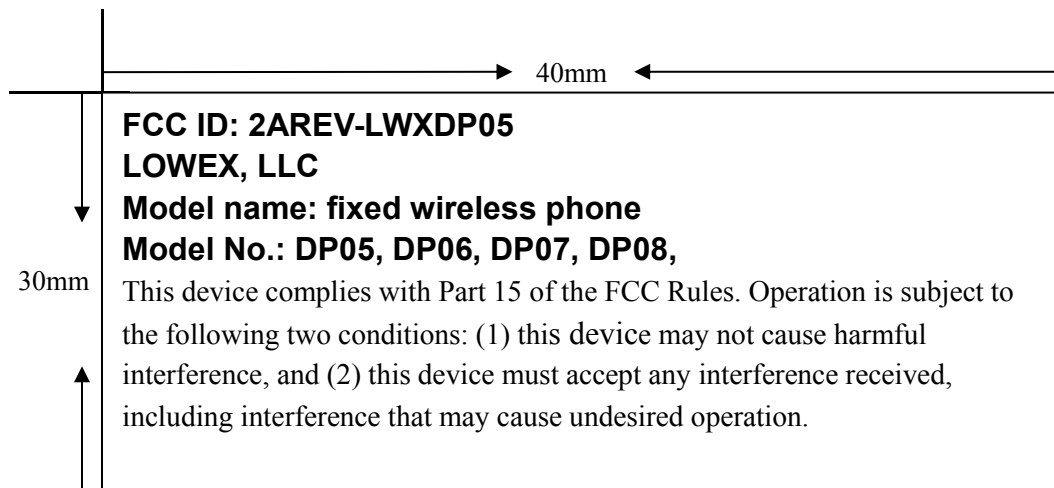 40mm
FCC ID: 2AREV-LWXDP05
LOWEX, LLC
Model name: fixed wireless phone
Model No.: DP05, DP06, DP07, DP08,
30mm
This device complies with Part 15 of the FCC Rules. Operation is subject to
the following two conditions: (1) this device may not cause harmful
interference, and (2) this device must accept any interference received,
including interference that may cause undesired operation.